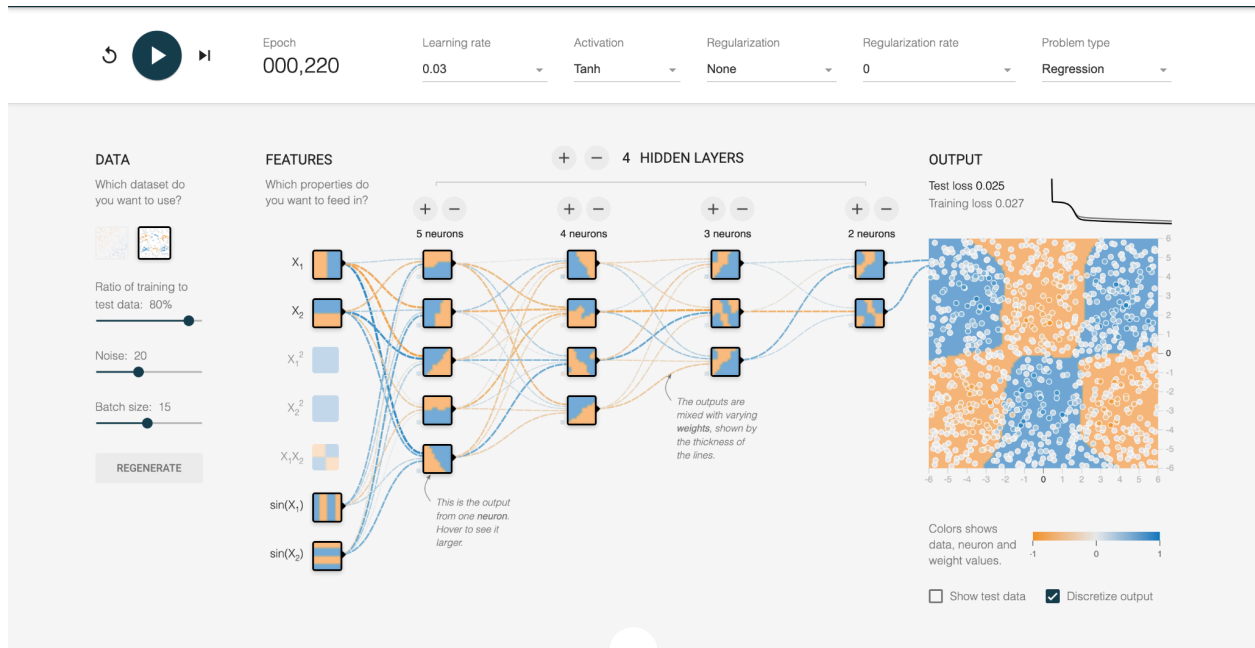 Epoch
000,220
Learning rate
0.03
Activation
Tanh
Regularization
None
Regularization rate
0
Problem type
Regression
DATA
Which dataset do
you want to use?
Ratio of training to
test data: 80%
Noise: 20
Batch size: 15
REGENERATE
FEATURES
Which properties do
you want to feed in?
X₁
X₂
X₁²
X₂²
X₁X₂
sin(X₁)
sin(X₂)
+ − 4 HIDDEN LAYERS
+ −
5 neurons
+ −
4 neurons
+ −
3 neurons
+ −
2 neurons
This is the output
from one neuron.
Hover to see it
larger.
The outputs are
mixed with varying
weights, shown by
the thickness of
the lines.
OUTPUT
Test loss 0.025
Training loss 0.027
6
5
4
3
2
1
0
-1
-2
-3
-4
-5
-6
-6 -5 -4 -3 -2 -1 0 1 2 3 4 5 6
Colors shows
data, neuron and
weight values.
-1 0 1
Show test data
Discretize output